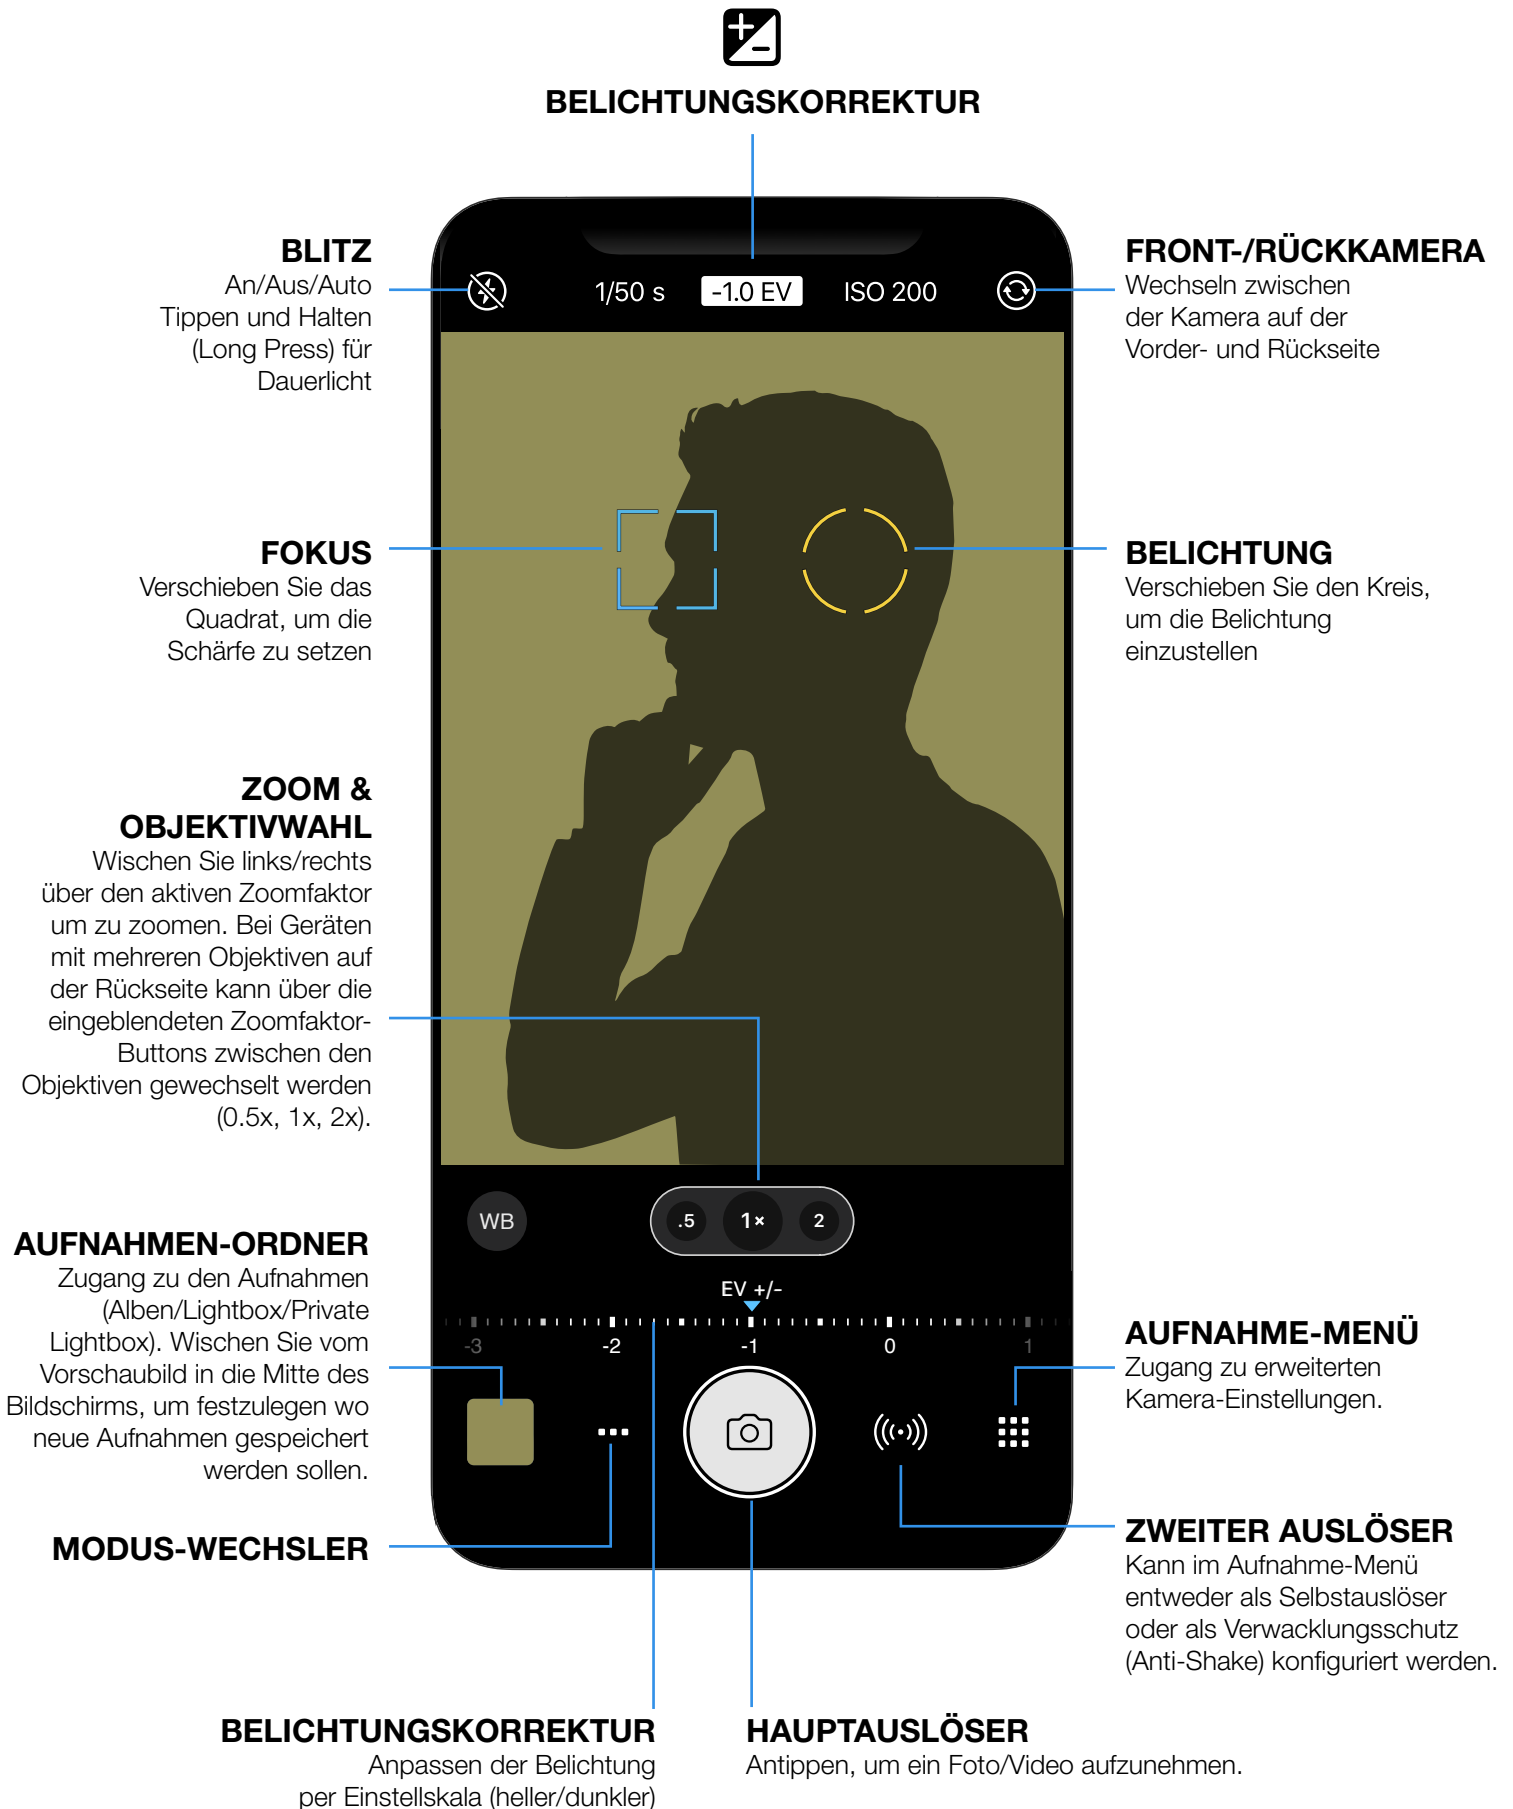 BELICHTUNGSKORREKTUR
BLITZ
An/Aus/Auto
Tippen und Halten
(Long Press) für
Dauerlicht
1/50 s
-1.0 EV
ISO 200
FRONT-/RÜCKKAMERA
Wechseln zwischen
der Kamera auf der
Vorder- und Rückseite
FOKUS
Verschieben Sie das
Quadrat, um die
Schärfe zu setzen
BELICHTUNG
Verschieben Sie den Kreis,
um die Belichtung
einzustellen
ZOOM &
OBJEKTIVWAHL
Wischen Sie links/rechts
über den aktiven Zoomfaktor
um zu zoomen. Bei Geräten
mit mehreren Objektiven auf
der Rückseite kann über die
eingeblendeten Zoomfaktor-
Buttons zwischen den
Objektiven gewechselt werden
(0.5x, 1x, 2x).
WB
.5 1× 2
EV +/-
-3 -2 -1 0 1
AUFNAHMEN-ORDNER
Zugang zu den Aufnahmen
(Alben/Lightbox/Private
Lightbox). Wischen Sie vom
Vorschaubild in die Mitte des
Bildschirms, um festzulegen wo
neue Aufnahmen gespeichert
werden sollen.
AUFNAHME-MENÜ
Zugang zu erweiterten
Kamera-Einstellungen.
MODUS-WECHSLER
ZWEITER AUSLÖSER
Kann im Aufnahme-Menü
entweder als Selbstauslöser
oder als Verwacklungsschutz
(Anti-Shake) konfiguriert werden.
BELICHTUNGSKORREKTUR
Anpassen der Belichtung
per Einstellskala (heller/dunkler)
HAUPTAUSLÖSER
Antippen, um ein Foto/Video aufzunehmen.